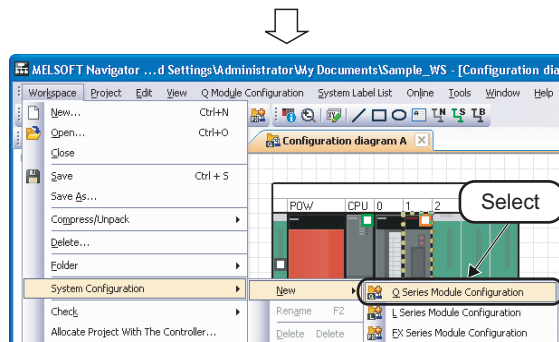 MELSOFT Navigator ...d Settings\Administrator\My Documents\Sample_WS - [Configuration dia
Workspace Project Edit View Q Module Configuration System Label List Online Tools Window Help
New... Ctrl+N
Open... Ctrl+O
Close
Configuration diagram A
Save Ctrl + S
Save As...
Compress/Unpack
POW CPU 0 1 2
Select
Delete...
Folder
System Configuration
New
Q Series Module Configuration
Check
Rename F2
L Series Module Configuration
Allocate Project With The Controller...
Delete Delete
FX Series Module Configuration